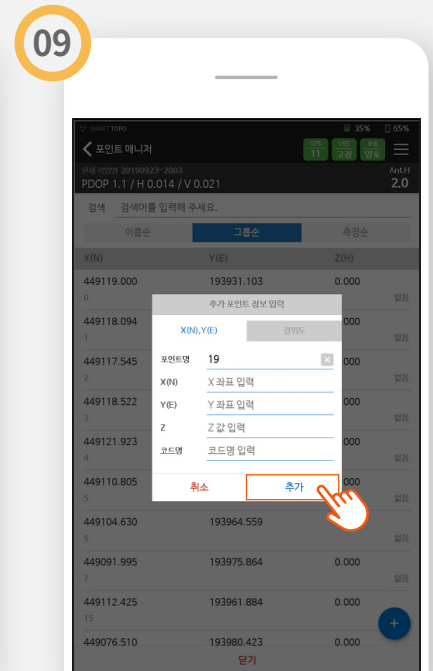 09
SMART TOPO 35% 65%
포인트 매니저 GPS 11 VRS 고정 보정 양호
현재 작업명 20190923-2003 Ant.H
PDOP 1.1 / H 0.014 / V 0.021 2.0
검색 검색어를 입력해 주세요.
이름순 그룹순 측정순
X(N) Y(E) Z(H)
449119.000 193931.103 0.000
0 없음
추가 포인트 정보 입력
449118.094 000
1 없음
X(N),Y(E) 경위도
449117.545 000
2 없음
포인트명 19
449118.522 000
3 없음
X(N) X 좌표 입력
Y(E) Y 좌표 입력
449121.923 000
4 없음
Z Z 값 입력
코드명 코드명 입력
449110.805 000
5 없음
취소 추가
449104.630 193964.559
6 없음
449091.995 193975.864 0.000
7 없음
449112.425 193961.884 0.000
15
+
449076.510 193980.423 0.000
닫기